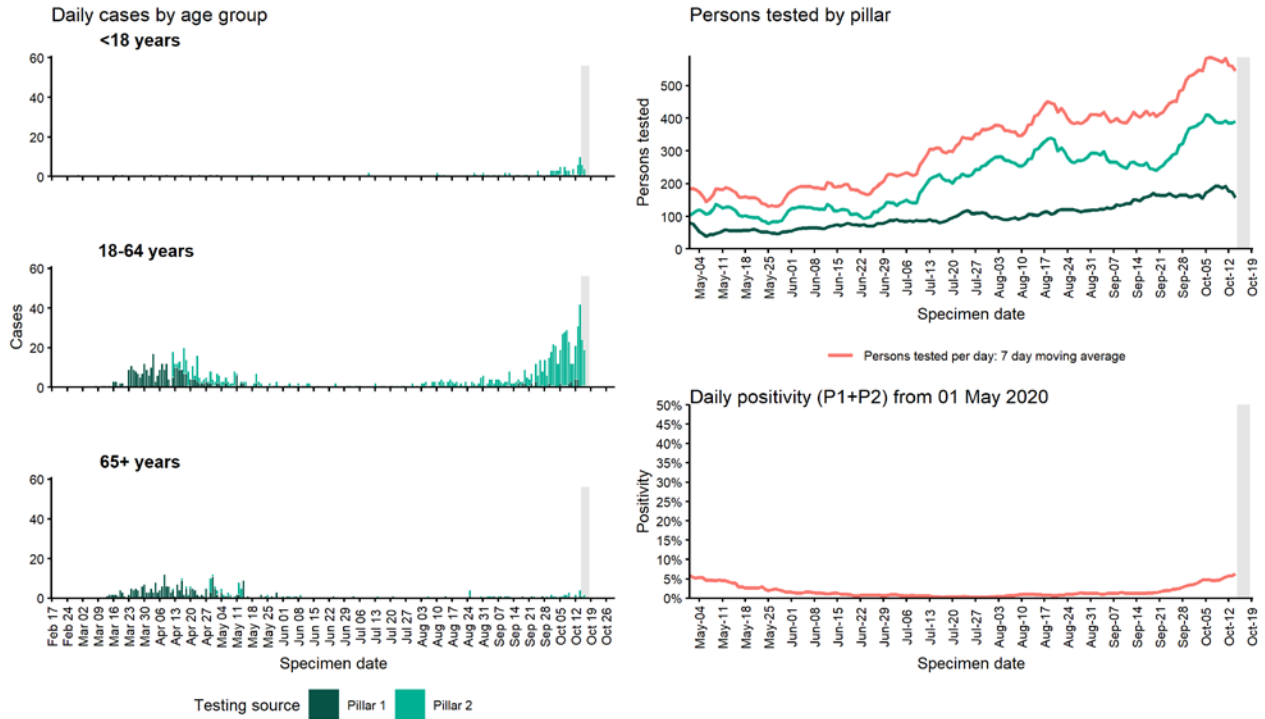 Daily cases by age group
<18 years
60
40
20
0
18-64 years
60
40
20
0
Cases
65+ years
60
40
20
0
Feb 17
Feb 24
Mar 02
Mar 09
Mar 16
Mar 23
Mar 30
Apr 06
Apr 13
Apr 20
Apr 27
May 04
May 11
May 18
May 25
Jun 01
Jun 08
Jun 15
Jun 22
Jun 29
Jul 06
Jul 13
Jul 20
Jul 27
Aug 03
Aug 10
Aug 17
Aug 24
Aug 31
Sep 07
Sep 14
Sep 21
Sep 28
Oct 05
Oct 12
Oct 19
Oct 26
Specimen date
Testing source
Pillar 1
Pillar 2
Persons tested by pillar
Persons tested
500
400
300
200
100
0
May-04
May-11
May-18
May-25
Jun-01
Jun-08
Jun-15
Jun-22
Jun-29
Jul-06
Jul-13
Jul-20
Jul-27
Aug-03
Aug-10
Aug-17
Aug-24
Aug-31
Sep-07
Sep-14
Sep-21
Sep-28
Oct-05
Oct-12
Oct-19
Specimen date
Persons tested per day: 7 day moving average
Daily positivity (P1+P2) from 01 May 2020
Positivity
50%
45%
40%
35%
30%
25%
20%
15%
10%
5%
0%
May-04
May-11
May-18
May-25
Jun-01
Jun-08
Jun-15
Jun-22
Jun-29
Jul-06
Jul-13
Jul-20
Jul-27
Aug-03
Aug-10
Aug-17
Aug-24
Aug-31
Sep-07
Sep-14
Sep-21
Sep-28
Oct-05
Oct-12
Oct-19
Specimen date